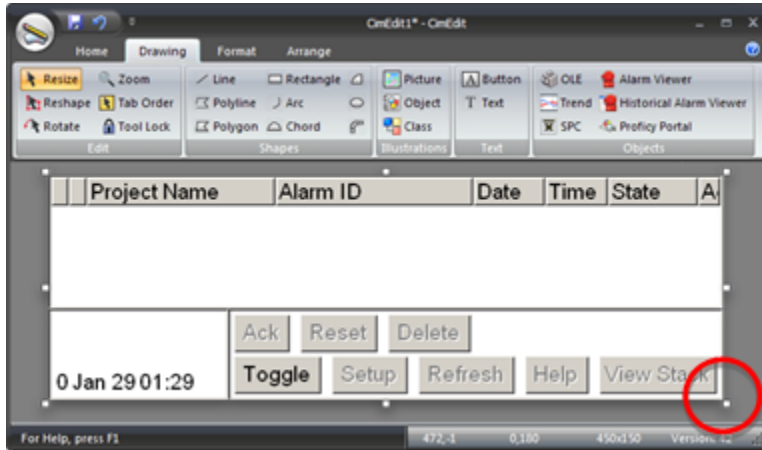 CimEdit1* - CimEdit
Home Drawing Format Arrange
Resize Zoom Line Rectangle Picture Button OLE Alarm Viewer
Reshape Tab Order Polyline Arc Object Text Trend Historical Alarm Viewer
Rotate Tool Lock Polygon Chord Class SPC Proficy Portal
Edit Shapes Illustrations Text Objects
Project Name Alarm ID Date Time State
Ack Reset Delete
0 Jan 29 01:29 Toggle Setup Refresh Help View Stack
For Help, press F1 472,-1 0,180 450x150 Version: